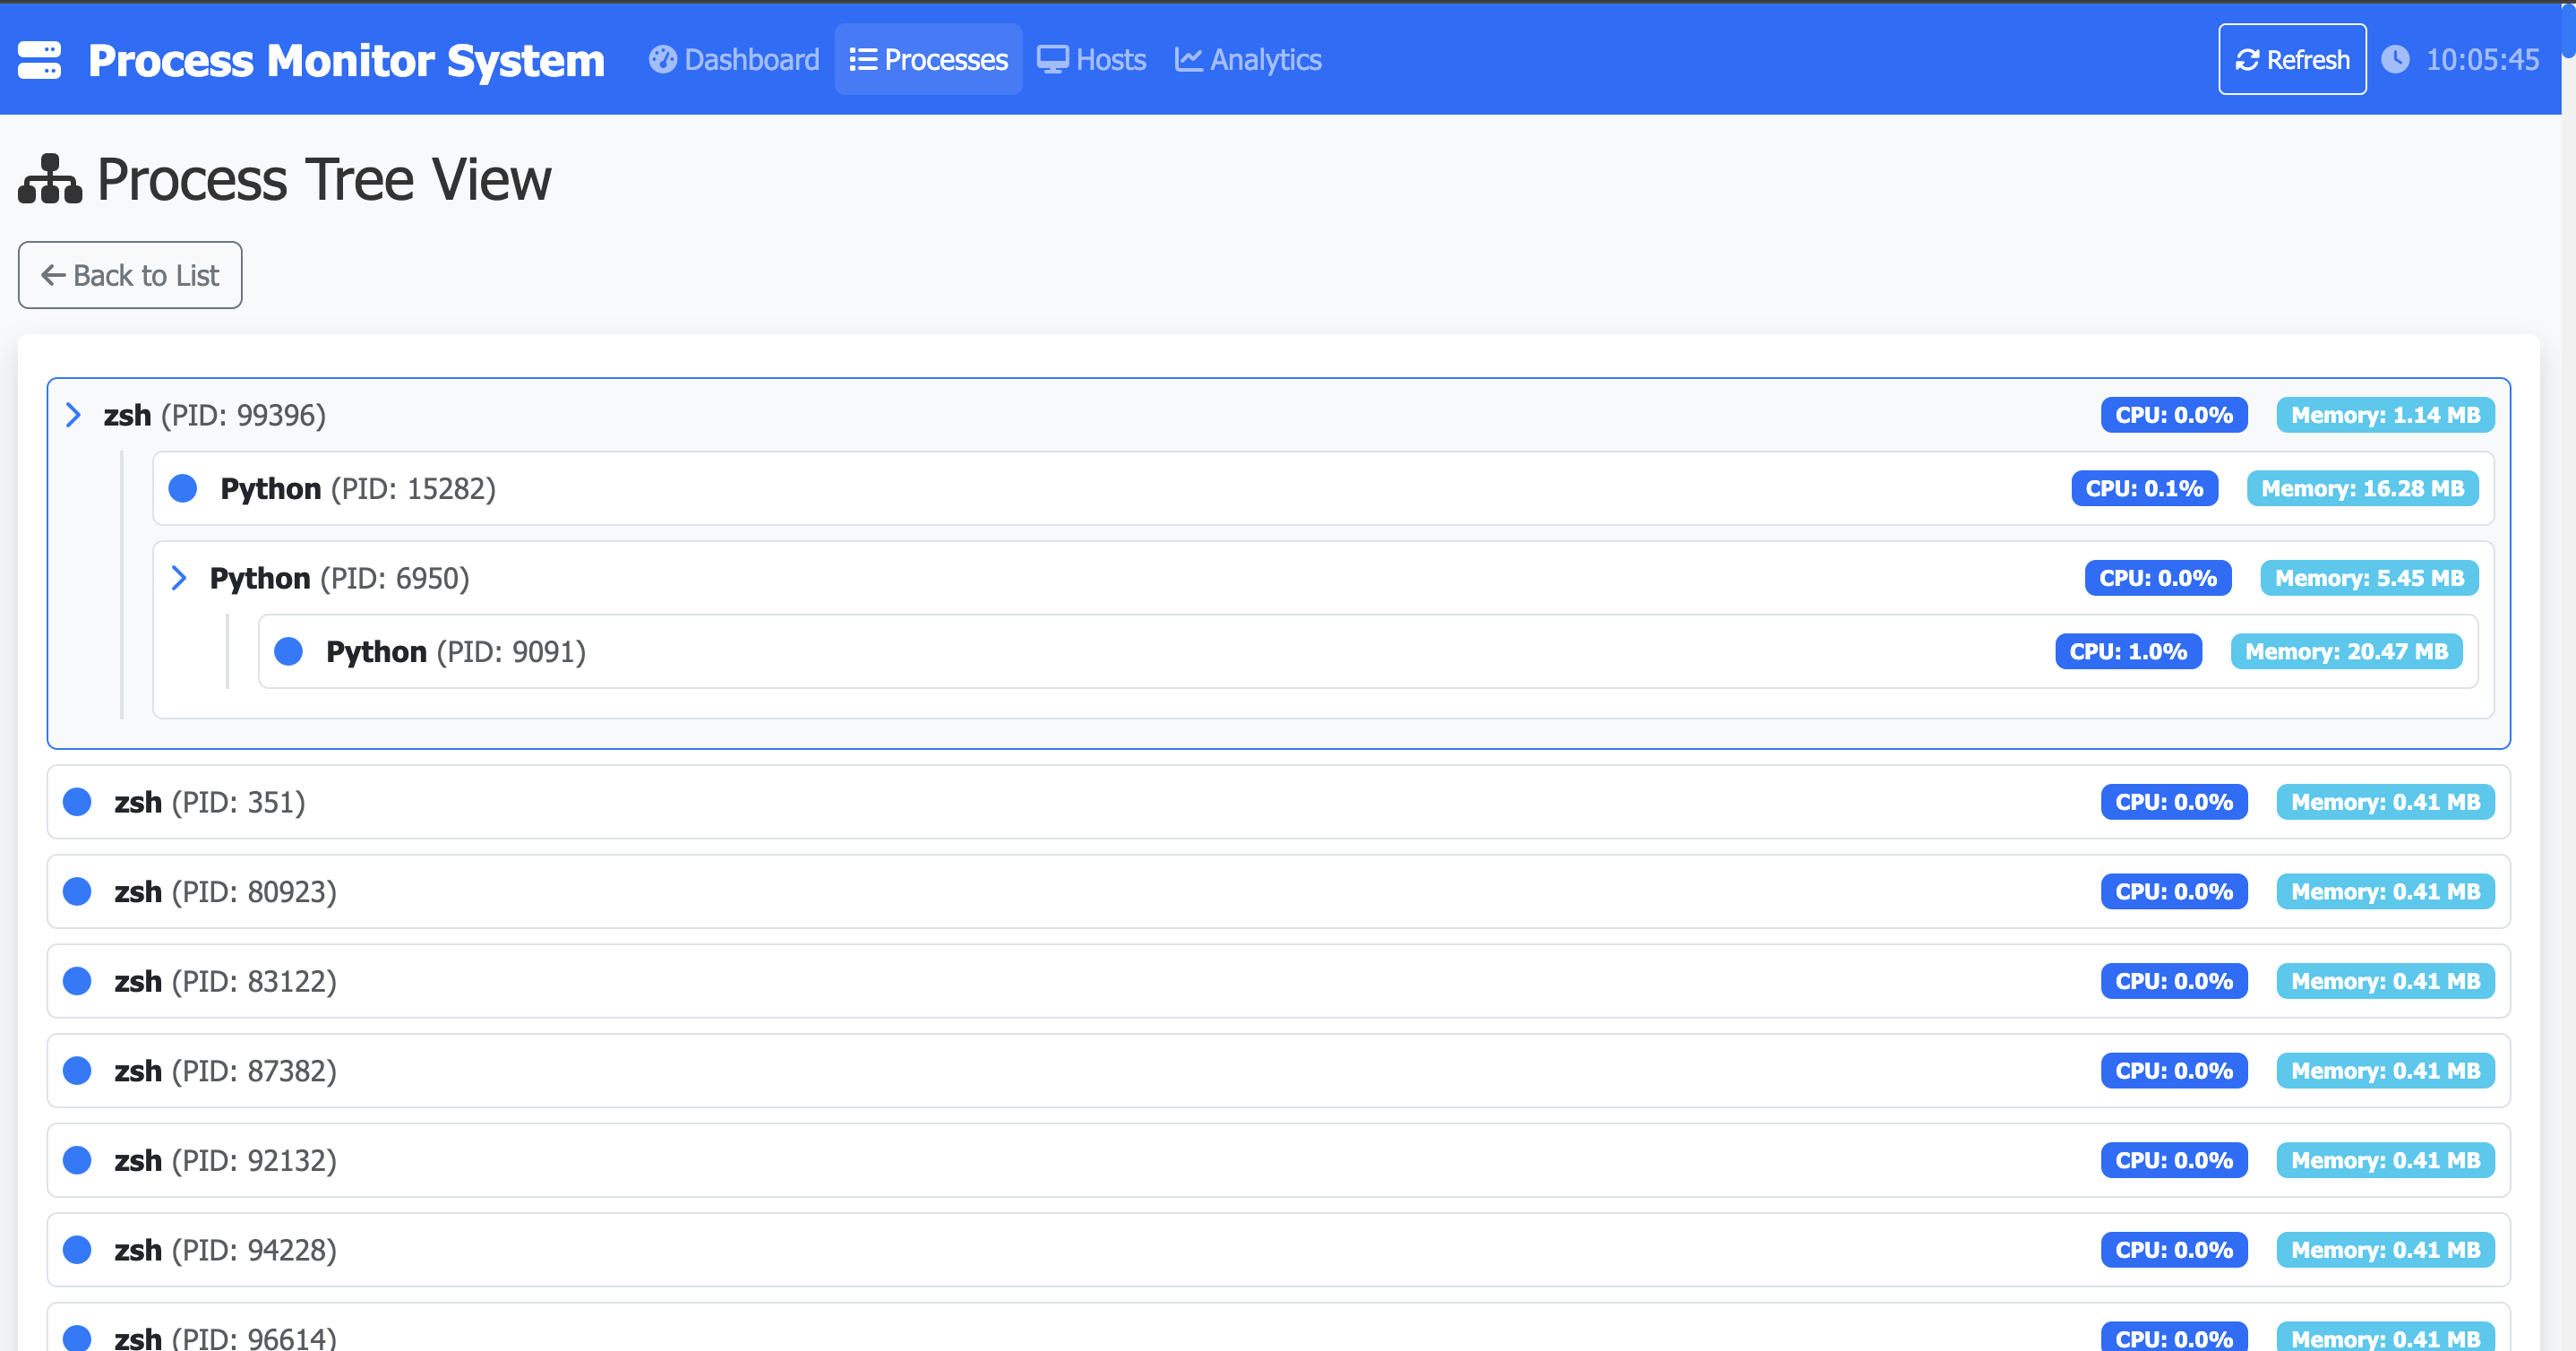 Process Monitor System Dashboard Processes Hosts Analytics Refresh 10:05:45
Process Tree View
Back to List
zsh (PID: 99396) CPU: 0.0% Memory: 1.14 MB
Python (PID: 15282) CPU: 0.1% Memory: 16.28 MB
Python (PID: 6950) CPU: 0.0% Memory: 5.45 MB
Python (PID: 9091) CPU: 1.0% Memory: 20.47 MB
zsh (PID: 351) CPU: 0.0% Memory: 0.41 MB
zsh (PID: 80923) CPU: 0.0% Memory: 0.41 MB
zsh (PID: 83122) CPU: 0.0% Memory: 0.41 MB
zsh (PID: 87382) CPU: 0.0% Memory: 0.41 MB
zsh (PID: 92132) CPU: 0.0% Memory: 0.41 MB
zsh (PID: 94228) CPU: 0.0% Memory: 0.41 MB
zsh (PID: 96614) CPU: 0.0% Memory: 0.41 MB